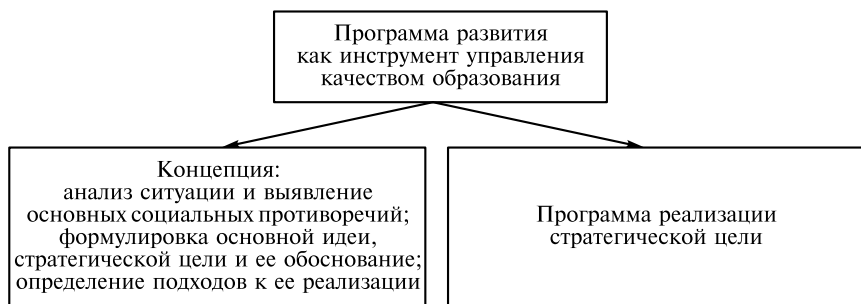 Программа развития
как инструмент управления
качеством образования
Концепция:
анализ ситуации и выявление
основных социальных противоречий;
формулировка основной идеи,
стратегической цели и ее обоснование;
определение подходов к ее реализации
Программа реализации
стратегической цели